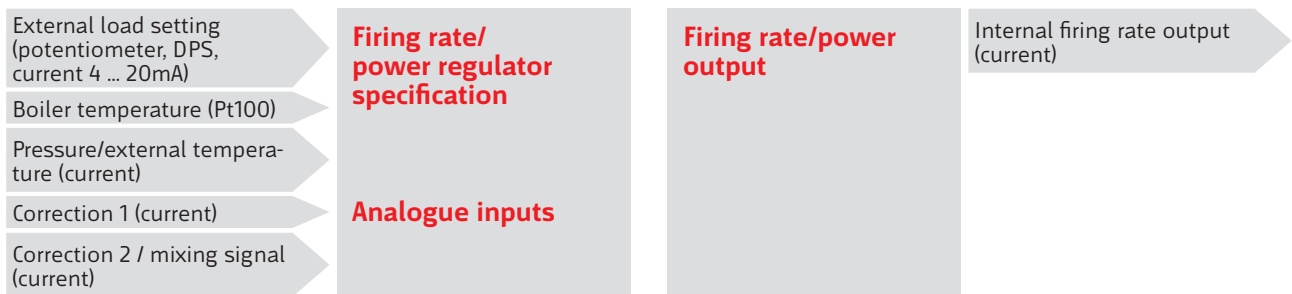 External load setting
(potentiometer, DPS,
current 4 ... 20mA)
Boiler temperature (Pt100)
Pressure/external tempera-
ture (current)
Correction 1 (current)
Correction 2 / mixing signal
(current)
Firing rate/
power regulator
specification
Analogue inputs
Firing rate/power
output
Internal firing rate output
(current)